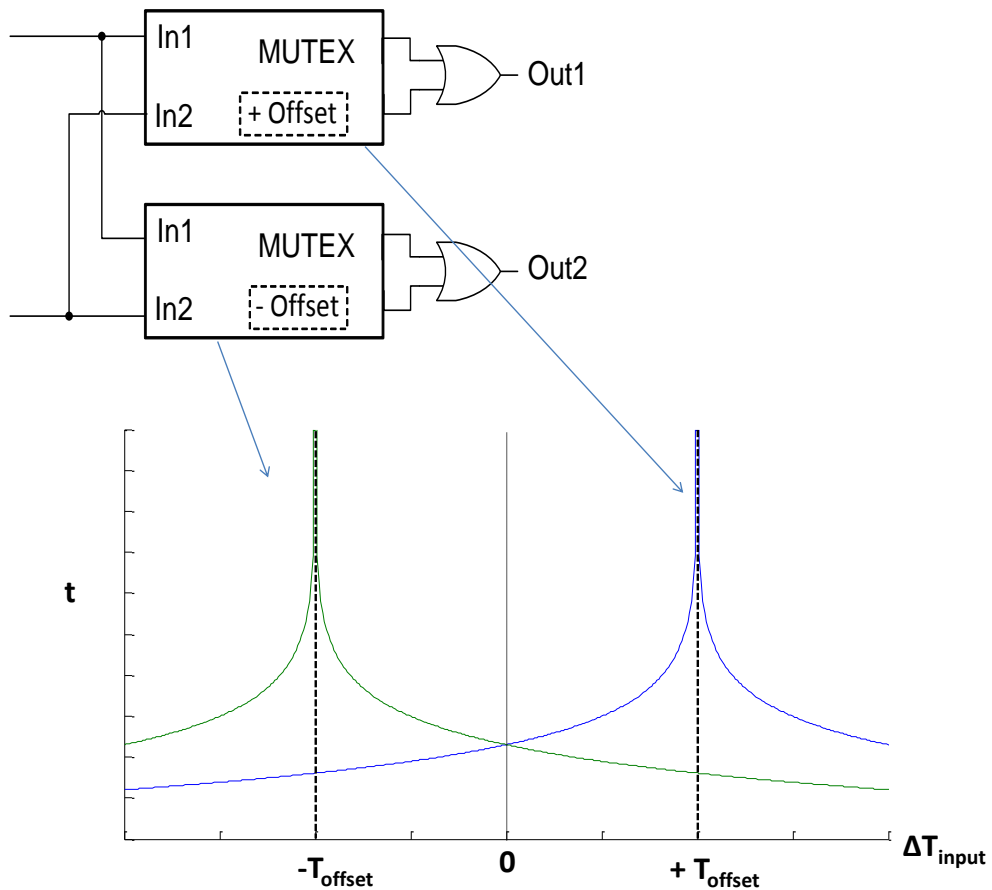 In1
MUTEX
In2
+ Offset
Out1
In1
MUTEX
In2
- Offset
Out2
t
-Toffset
0
+ Toffset
ΔTinput